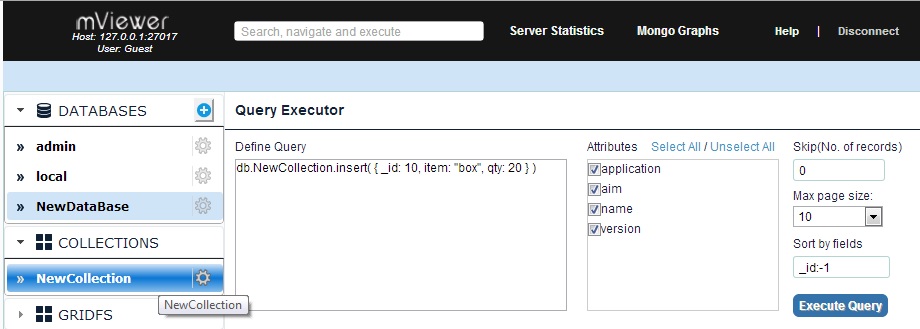 mViewer
Host: 127.0.0.1:27017
User: Guest
Search, navigate and execute
Server Statistics
Mongo Graphs
Help | Disconnect
DATABASES
» admin
» local
» NewDataBase
COLLECTIONS
» NewCollection
NewCollection
GRIDFS
Query Executor
Define Query
db.NewCollection.insert( { _id: 10, item: "box", qty: 20 } )
Attributes Select All / Unselect All
application
aim
name
version
Skip(No. of records)
0
Max page size:
10
Sort by fields
_id:-1
Execute Query